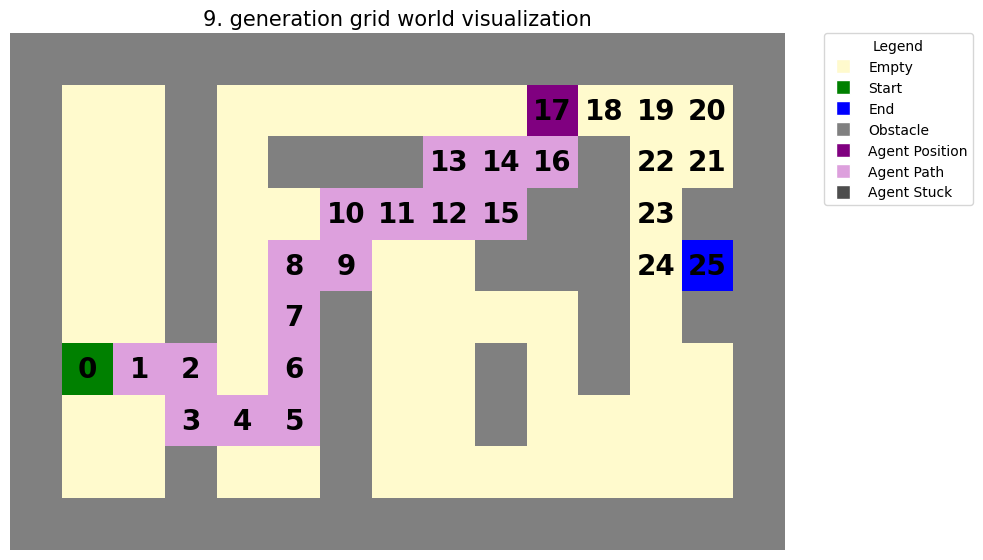 9. generation grid world visualization
17 18 19 20
13 14 16 22 21
10 11 12 15 23
8 9 24 25
7
0 1 2 6
3 4 5
Legend
Empty
Start
End
Obstacle
Agent Position
Agent Path
Agent Stuck